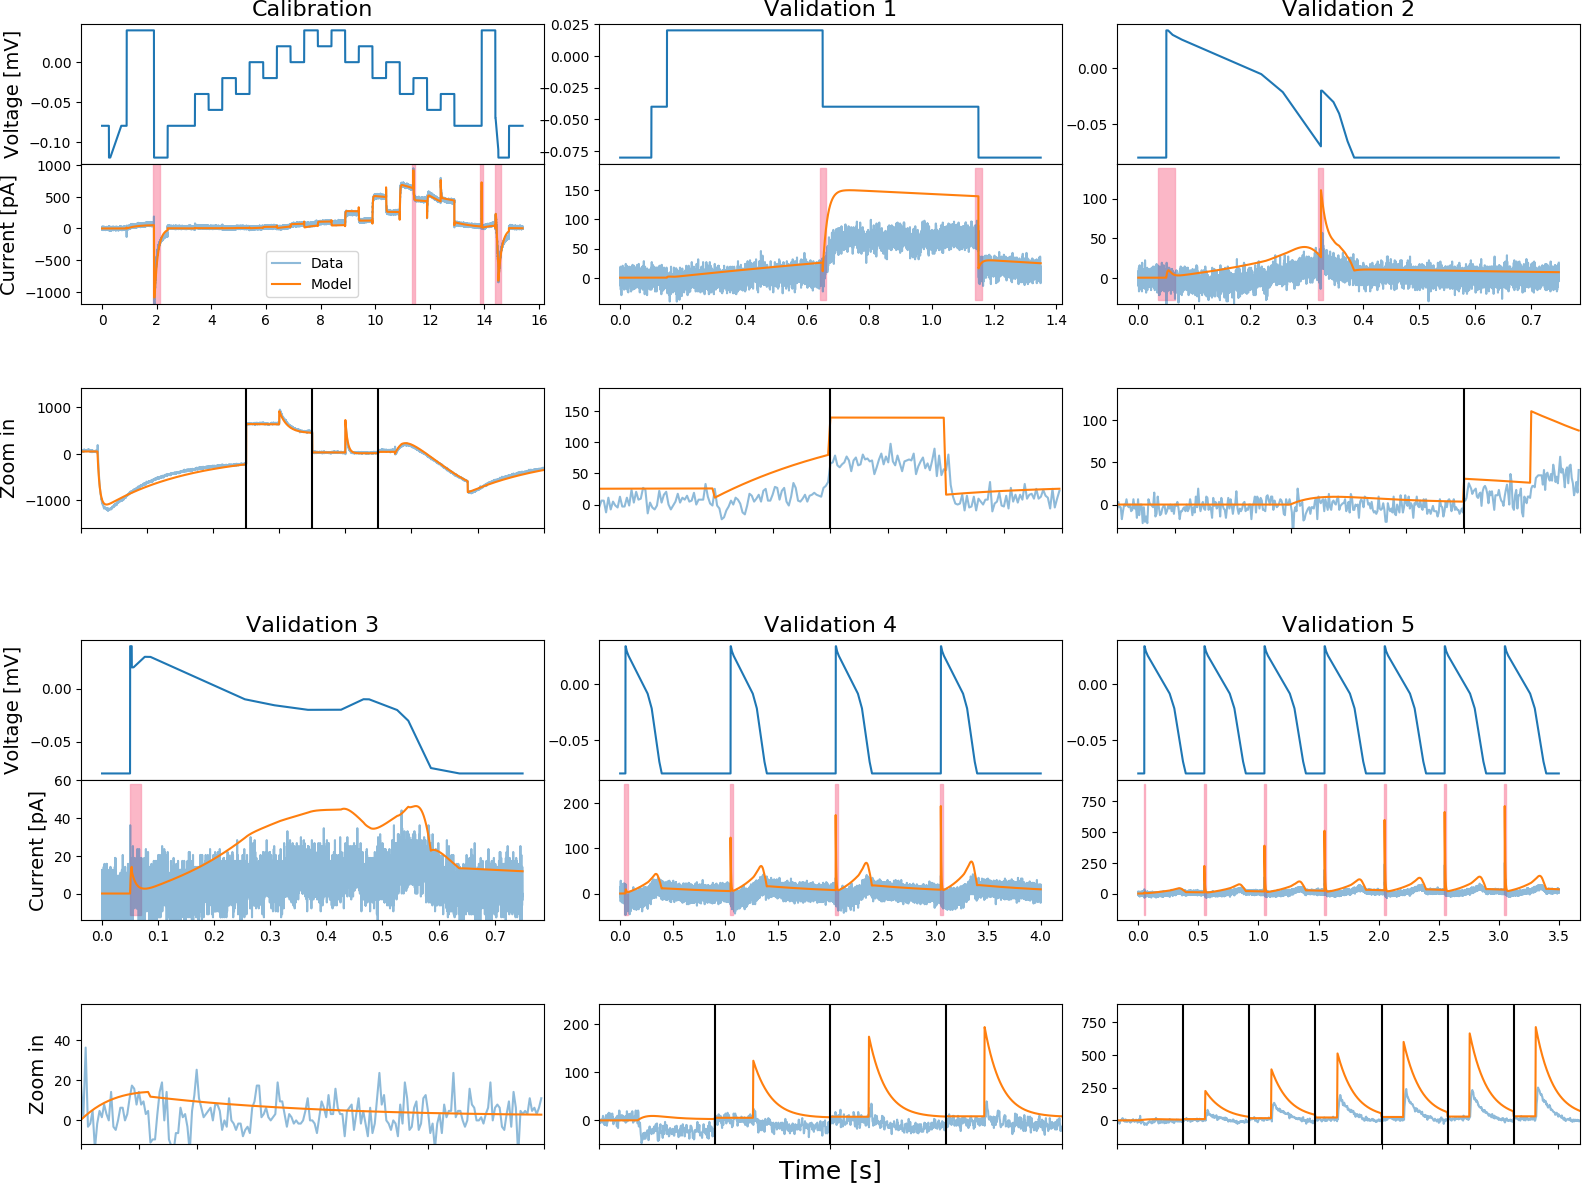 Calibration
Validation 1
Validation 2
Voltage [mV]
0.00
−0.05
−0.10
0.025
0.000
−0.025
−0.050
−0.075
0.00
−0.05
Current [pA]
1000
500
0
−500
−1000
Data
Model
0 2 4 6 8 10 12 14 16
150
100
50
0
0.0 0.2 0.4 0.6 0.8 1.0 1.2 1.4
100
50
0
0.0 0.1 0.2 0.3 0.4 0.5 0.6 0.7
Zoom in
1000
0
−1000
150
100
50
0
100
50
0
Validation 3
Validation 4
Validation 5
Voltage [mV]
0.00
−0.05
0.00
−0.05
0.00
−0.05
Current [pA]
60
40
20
0
0.0 0.1 0.2 0.3 0.4 0.5 0.6 0.7
200
100
0
0.0 0.5 1.0 1.5 2.0 2.5 3.0 3.5 4.0
750
500
250
0
0.0 0.5 1.0 1.5 2.0 2.5 3.0 3.5
Zoom in
40
20
0
200
100
0
750
500
250
0
Time [s]